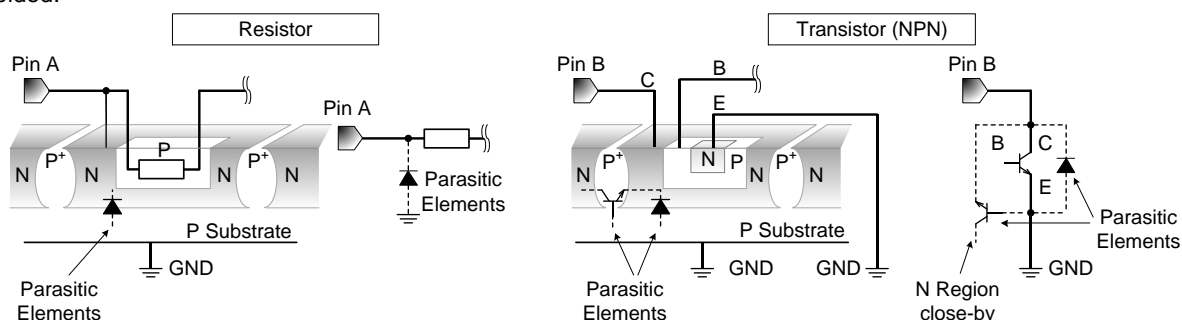 Resistor
Transistor (NPN)
Pin A
Pin A
P
N
P+
N
N
P+
N
Parasitic
Elements
P Substrate
GND
Parasitic
Elements
Pin B
C
B
E
N
P+
N
N
P
N
P+
N
P Substrate
GND
GND
Parasitic
Elements
Pin B
B
C
E
Parasitic
Elements
GND
N Region
close-by